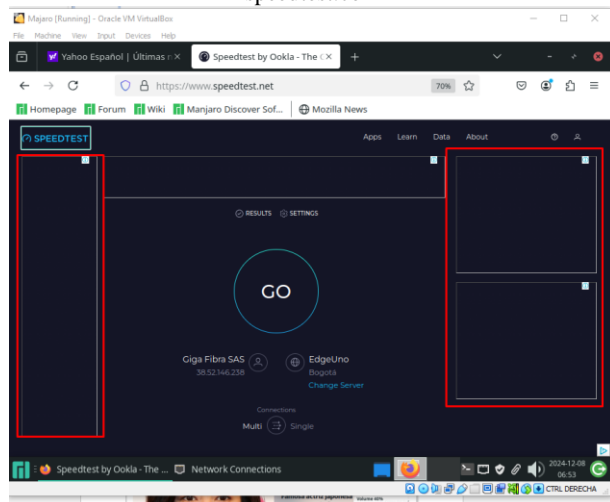 speedtest.co
Majero [Running] - Oracle VM VirtualBox
File Machine View Input Devices Help
Yahoo Español | Últimas n
Speedtest by Ookla - The G
https://www.speedtest.net
70%
Homepage Forum Wiki Manjaro Discover Sof... Mozilla News
SPEEDTEST
Apps Learn Data About
RESULTS SETTINGS
GO
Giga Fibra SAS
38.52.146.238
EdgeUno
Bogotá
Change Server
Connections
Multi Single
Speedtest by Ookla - The ... Network Connections
2024-12-08
06:53
CTRL DERECHA